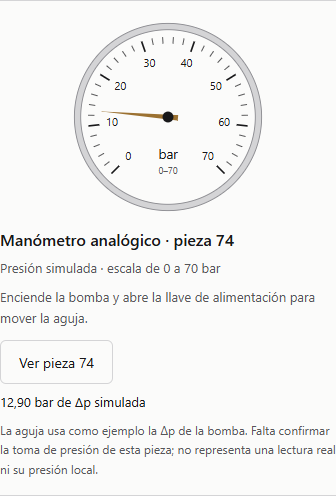 30 40
20 50
10 60
0 bar 70
0–70
Manómetro analógico · pieza 74
Presión simulada · escala de 0 a 70 bar
Enciende la bomba y abre la llave de alimentación para
mover la aguja.
Ver pieza 74
12,90 bar de Δp simulada
La aguja usa como ejemplo la Δp de la bomba. Falta confirmar
la toma de presión de esta pieza; no representa una lectura real
ni su presión local.